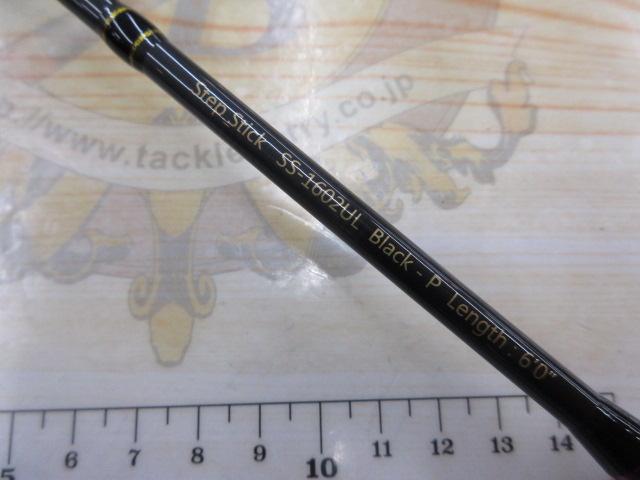 ://www.tackleberry.co.jp
Step Stick SS-1602UL Black - P Length : 6'0"
5 6 7 8 9 10 11 12 13 14